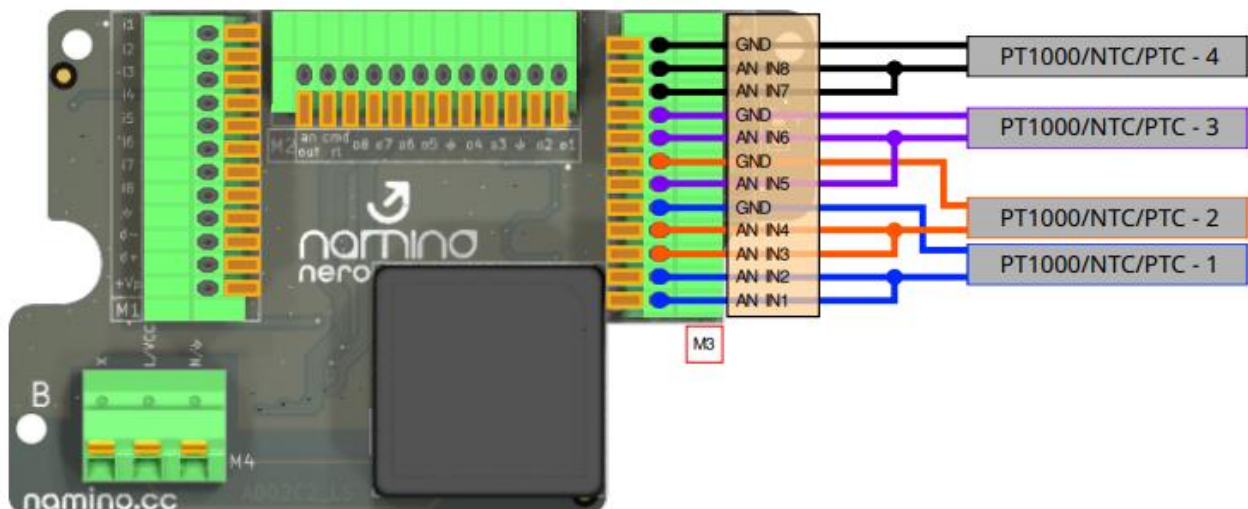 i1
i2
i3
i4
i5
i6
i7
i8
d-
d+
+Vp
M1
M2
an out
cmd rl
o8 o7 o6 o5 o4 o3 o2 o1
namino
nero
GND
AN IN8
AN IN7
GND
AN IN6
GND
AN IN5
GND
AN IN4
AN IN3
AN IN2
AN IN1
M3
PT1000/NTC/PTC - 4
PT1000/NTC/PTC - 3
PT1000/NTC/PTC - 2
PT1000/NTC/PTC - 1
X
L/VCC
B
M4
namino.cc